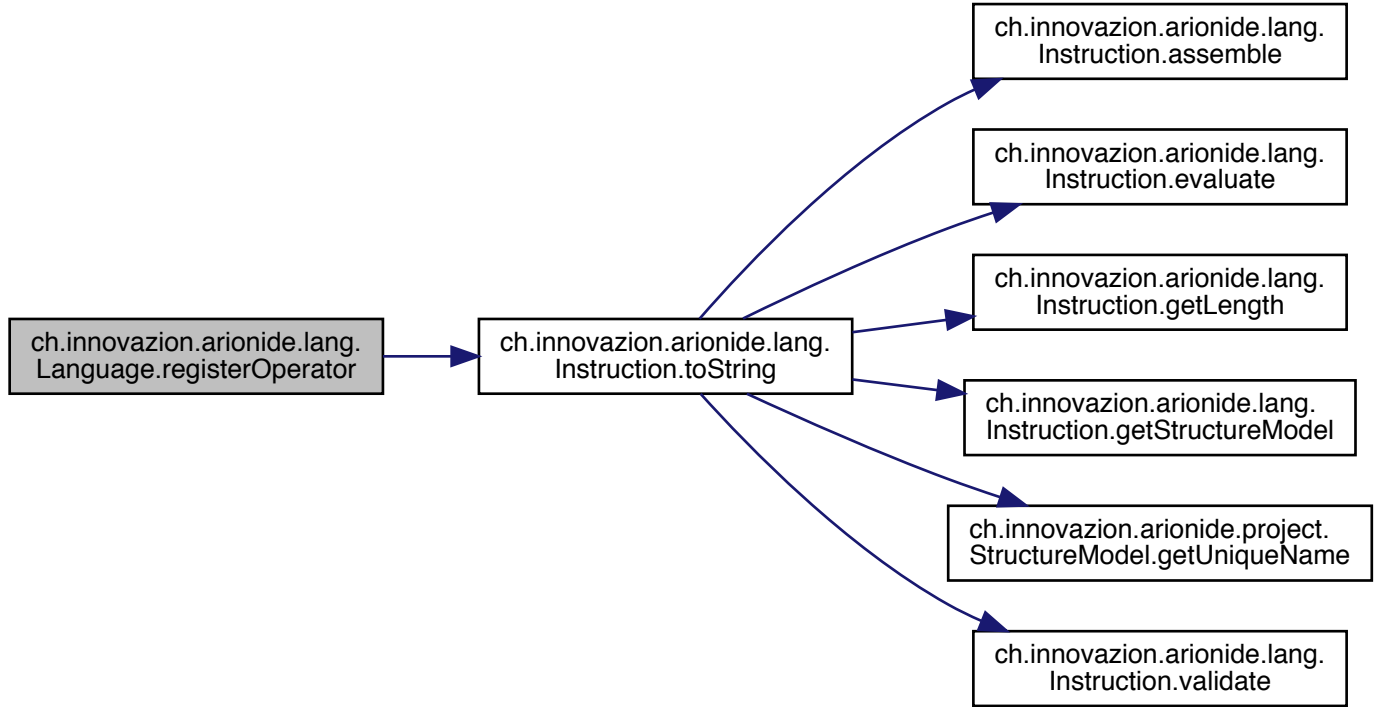 ch.innovazion.arionide.lang.
Language.registerOperator
ch.innovazion.arionide.lang.
Instruction.toString
ch.innovazion.arionide.lang.
Instruction.assemble
ch.innovazion.arionide.lang.
Instruction.evaluate
ch.innovazion.arionide.lang.
Instruction.getLength
ch.innovazion.arionide.lang.
Instruction.getStructureModel
ch.innovazion.arionide.project.
StructureModel.getUniqueName
ch.innovazion.arionide.lang.
Instruction.validate